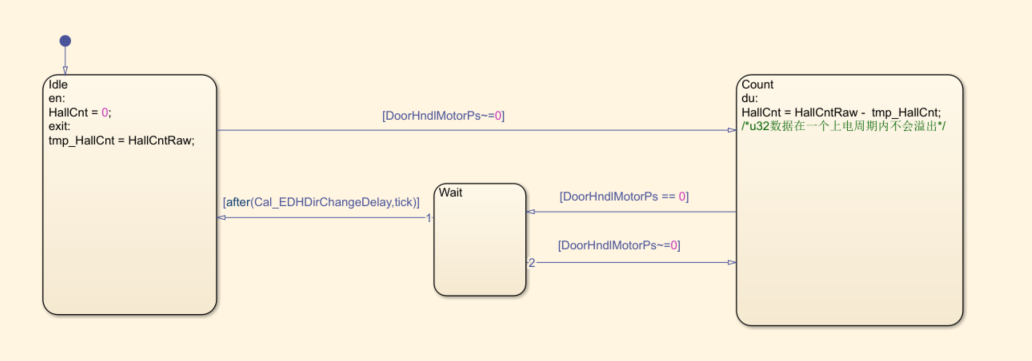 Idle
en:
HallCnt = 0;
exit:
tmp_HallCnt = HallCntRaw;
[DoorHndlMotorPs~=0]
Count
du:
HallCnt = HallCntRaw - tmp_HallCnt;
/*u32数据在一个上电周期内不会溢出*/
[after(Cal_EDHDirChangeDelay,tick)]
1
Wait
[DoorHndlMotorPs == 0]
[DoorHndlMotorPs~=0]
2